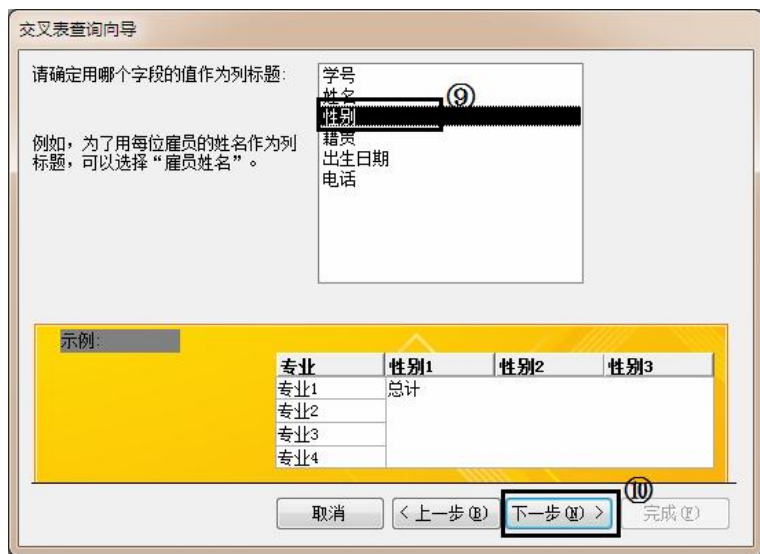 交叉表查询向导
请确定用哪个字段的值作为列标题:
例如，为了用每位雇员的姓名作为列
标题，可以选择“雇员姓名”。
学号
姓名
⑨
性别
籍贯
出生日期
电话
示例:
专业 性别1 性别2 性别3
专业1 总计
专业2
专业3
专业4
⑩
取消 < 上一步(B) 下一步(N) > 完成(F)